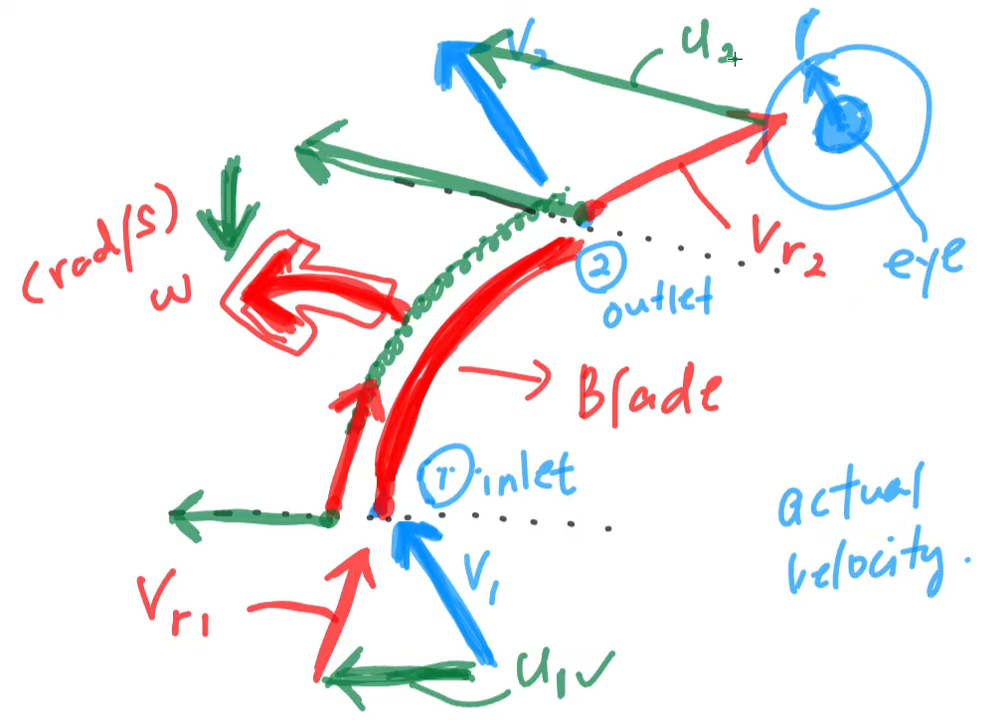 V2
u2
(rad/s)
w
Vr2
eye
2
outlet
Blade
1 inlet
actual
velocity.
Vr1
V1
u1 ✓